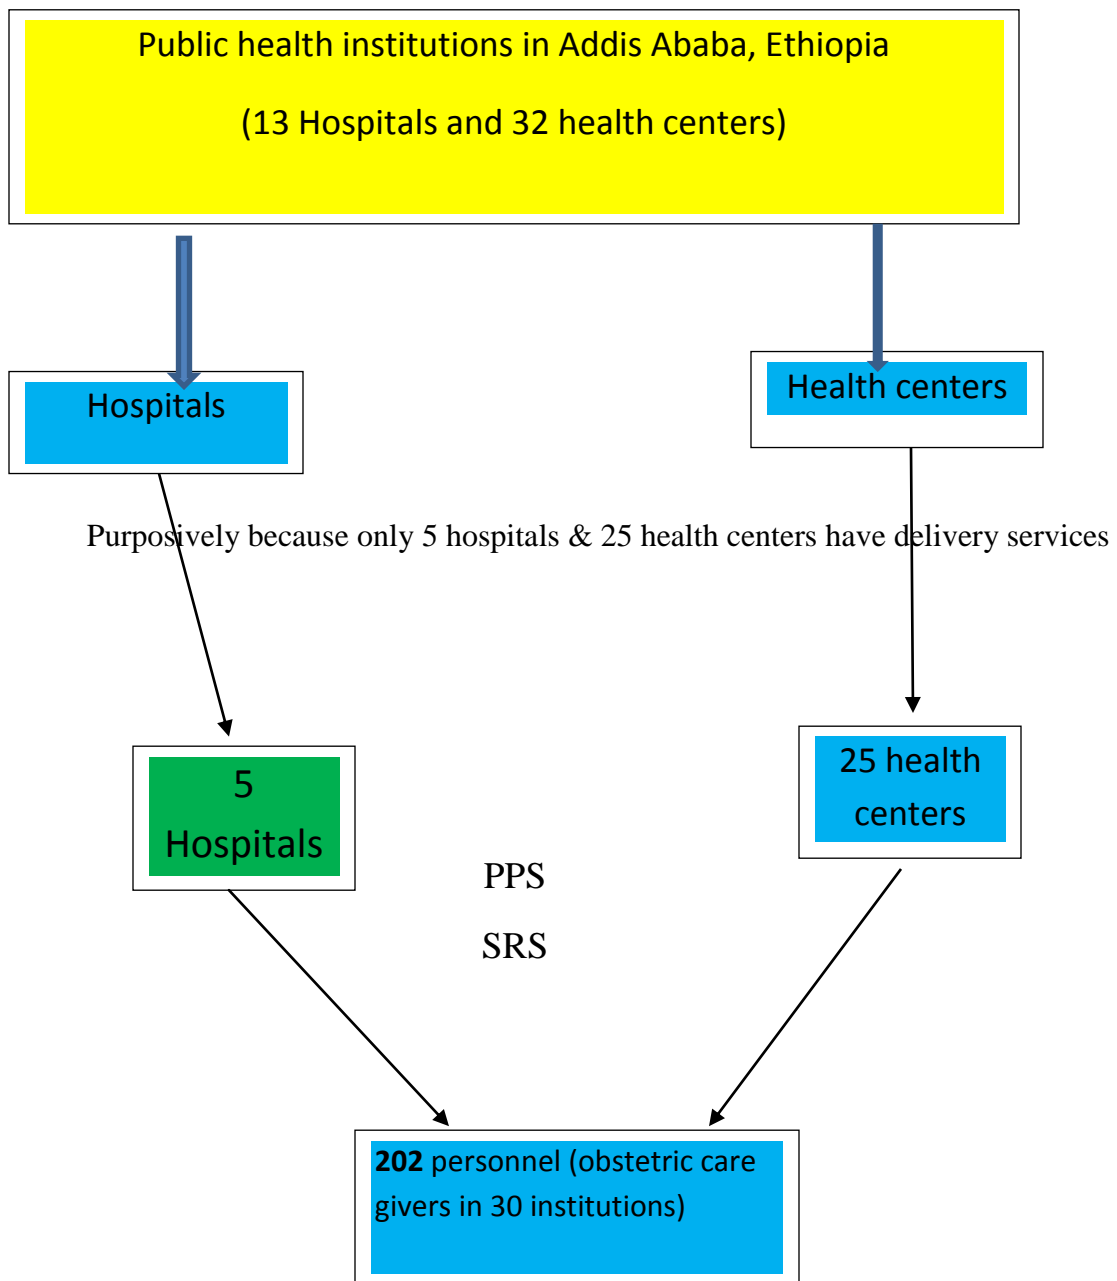 Public health institutions in Addis Ababa, Ethiopia
(13 Hospitals and 32 health centers)
Hospitals
Health centers
Purposively because only 5 hospitals & 25 health centers have delivery services
5
Hospitals
25 health
centers
PPS
SRS
202 personnel (obstetric care
givers in 30 institutions)